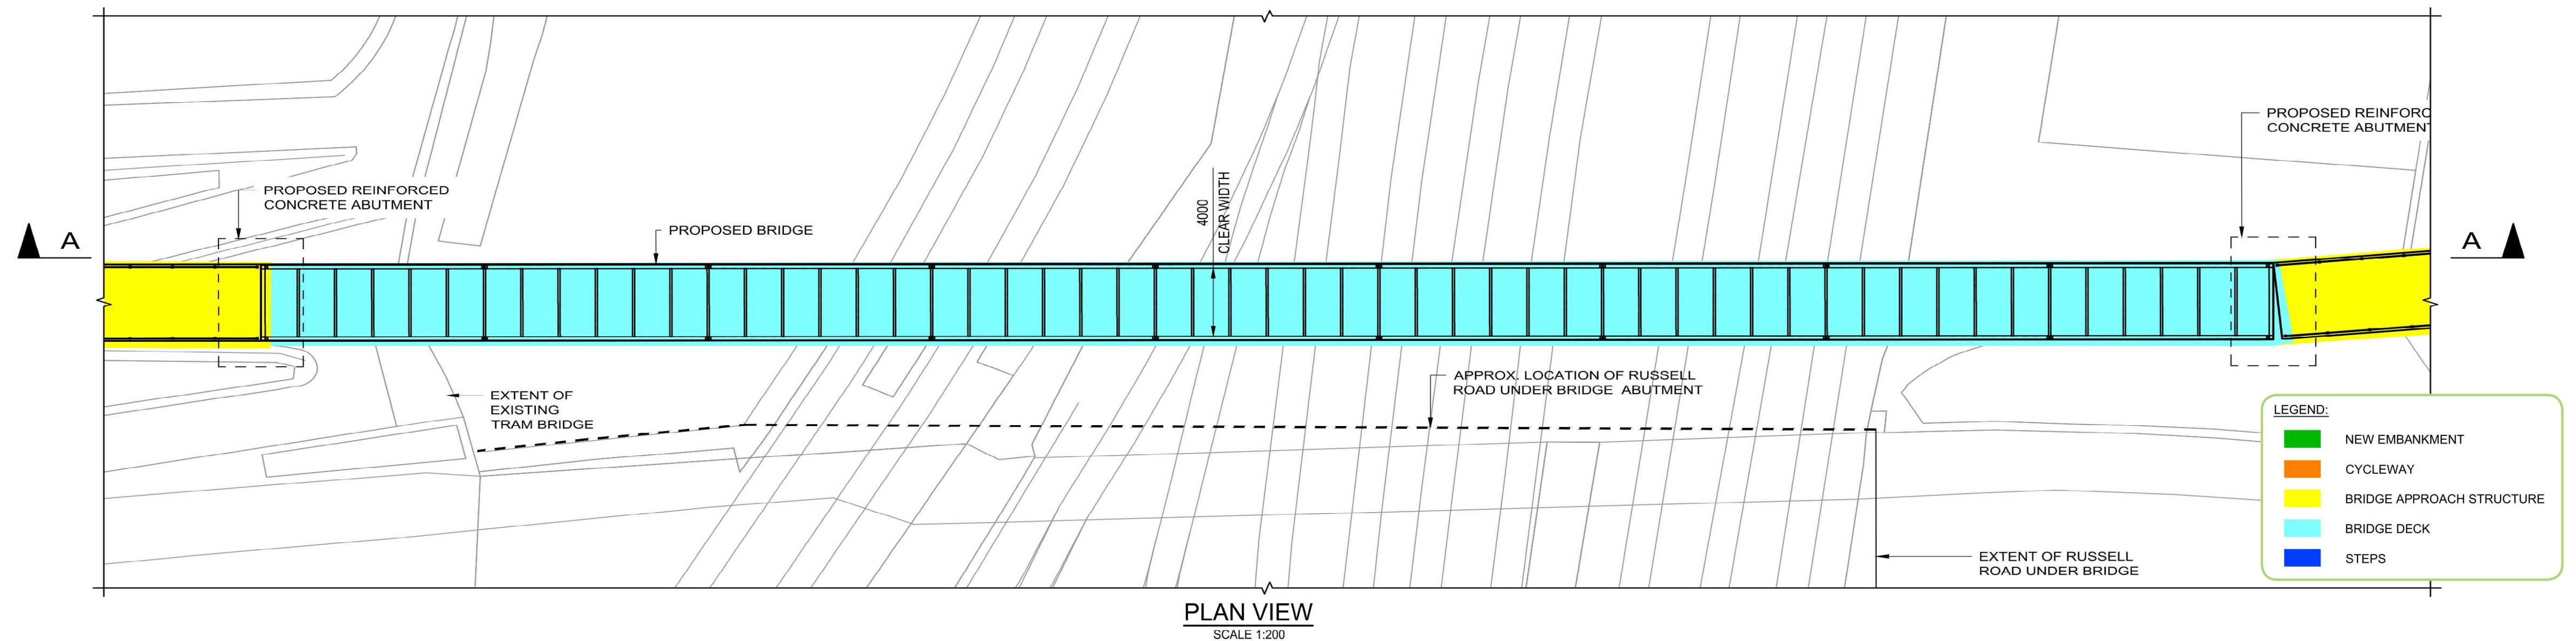 PROPOSED REINFORC
CONCRETE ABUTMENT
PROPOSED REINFORCED
CONCRETE ABUTMENT
4000
CLEAR WIDTH
PROPOSED BRIDGE
A
A
APPROX. LOCATION OF RUSSELL
ROAD UNDER BRIDGE ABUTMENT
EXTENT OF
EXISTING
TRAM BRIDGE
LEGEND:
NEW EMBANKMENT
CYCLEWAY
BRIDGE APPROACH STRUCTURE
BRIDGE DECK
STEPS
EXTENT OF RUSSELL
ROAD UNDER BRIDGE
PLAN VIEW
SCALE 1:200